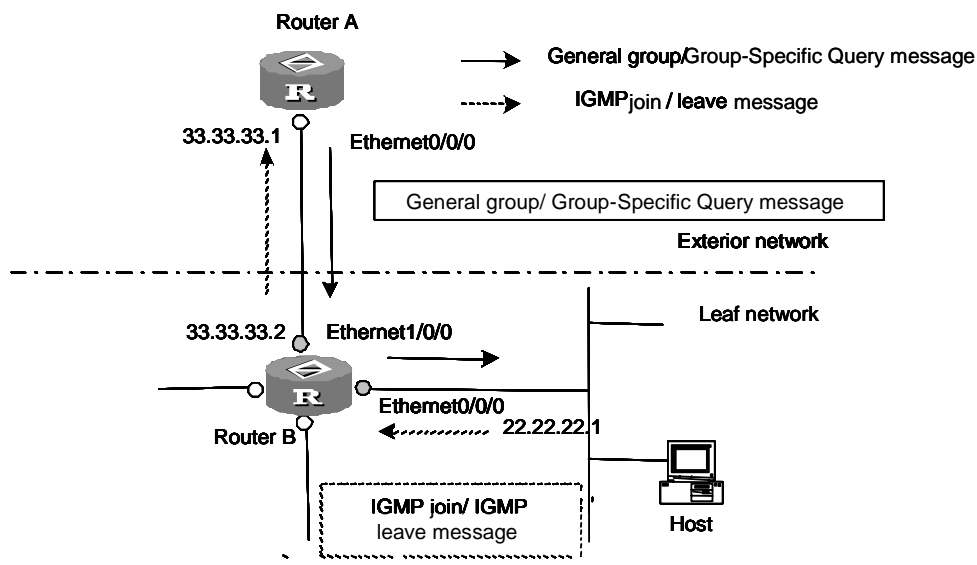 Router A
General group/Group-Specific Query message
IGMP join / leave message
R
33.33.33.1
Ethernet0/0/0
General group/ Group-Specific Query message
Exterior network
Leaf network
33.33.33.2
Ethernet1/0/0
R
Ethernet0/0/0
Router B
22.22.22.1
IGMP join/ IGMP
leave message
Host